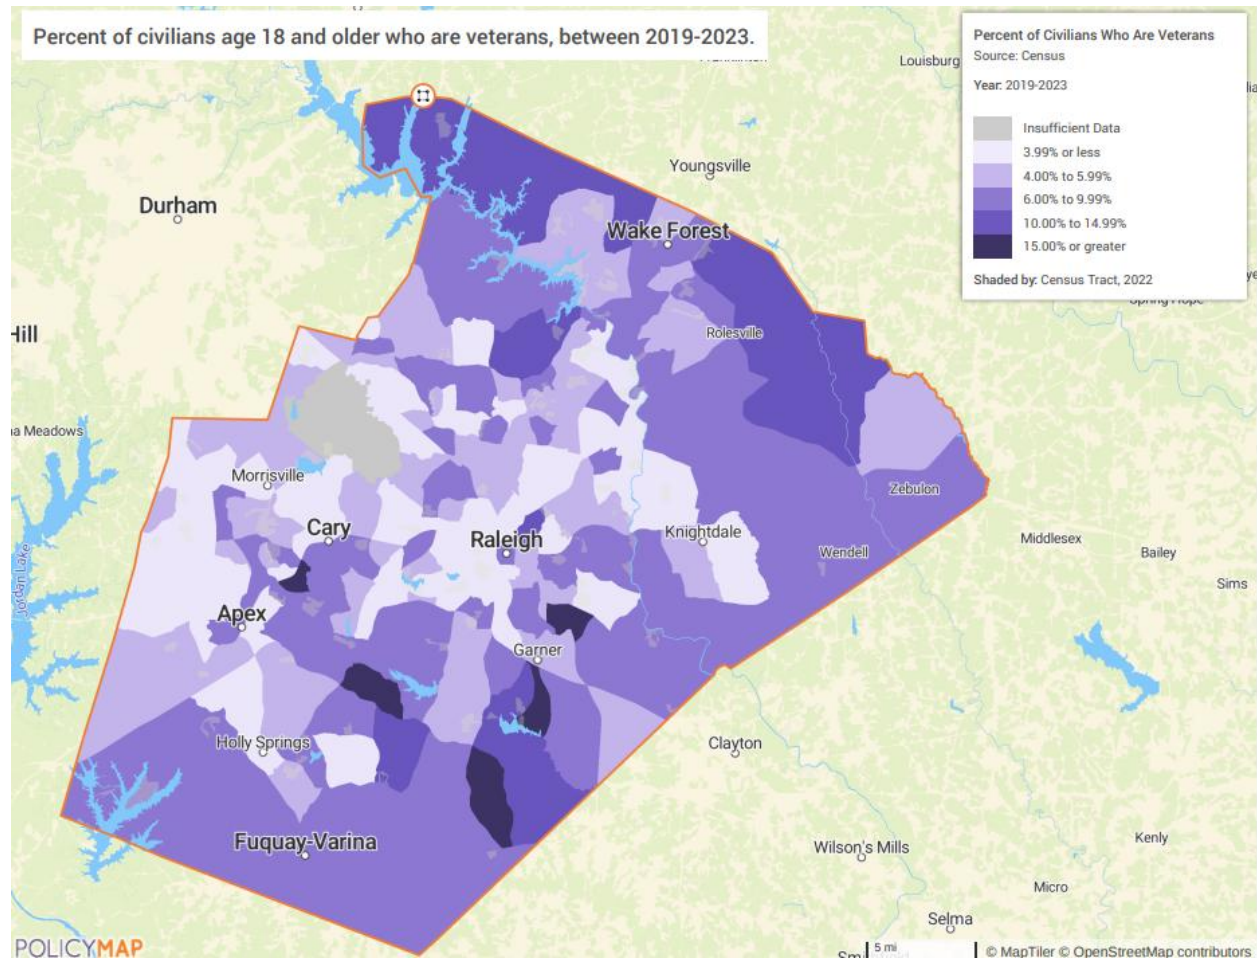 Percent of civilians age 18 and older who are veterans, between 2019-2023.
Percent of Civilians Who Are Veterans
Source: Census
Year: 2019-2023
Insufficient Data
3.99% or less
4.00% to 5.99%
6.00% to 9.99%
10.00% to 14.99%
15.00% or greater
Shaded by: Census Tract, 2022
Louisburg
Youngsville
Durham
Wake Forest
Hill
Rolesville
a Meadows
Morrisville
Zebulon
Cary
Raleigh
Knightdale
Wendell
Middlesex
Bailey
Sims
Jordan Lake
Apex
Garner
Holly Springs
Clayton
Fuquay-Varina
Wilson's Mills
Kenly
Micro
Selma
POLICYMAP
5 mi
© MapTiler © OpenStreetMap contributors